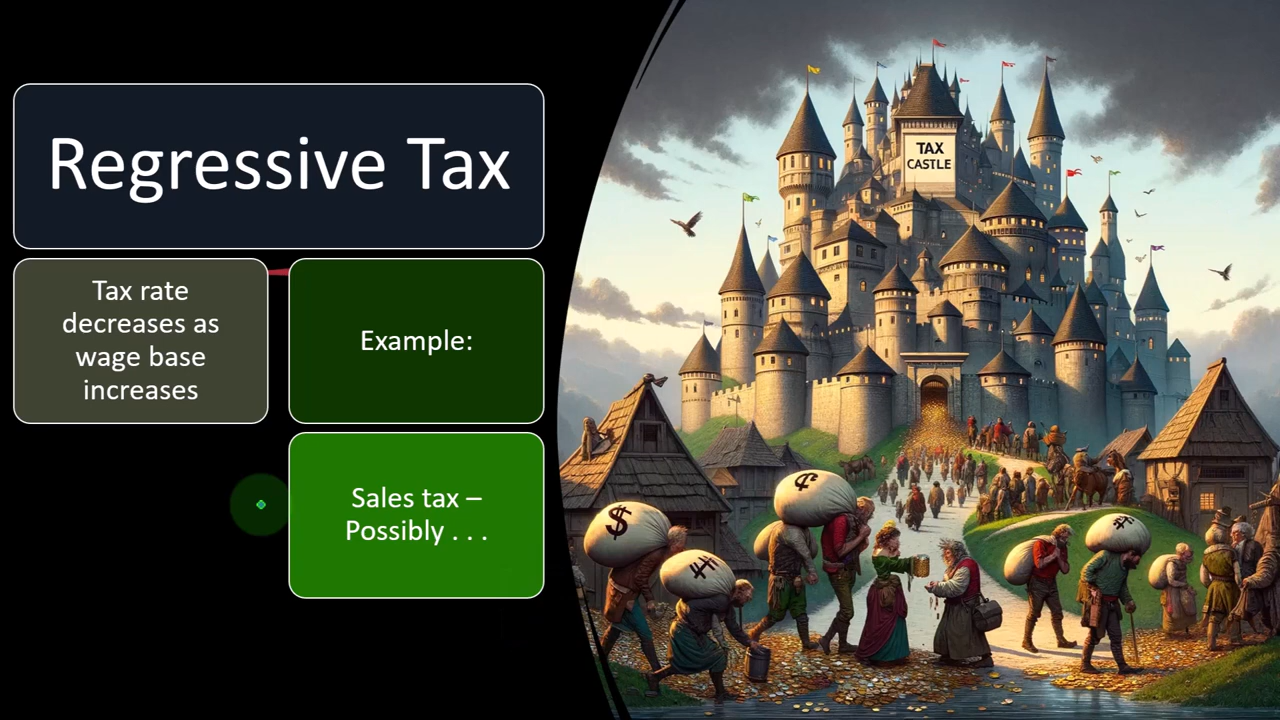 Regressive Tax
Tax rate
decreases as
wage base
increases
Example:
Sales tax –
Possibly . . .
TAX
CASTLE
$